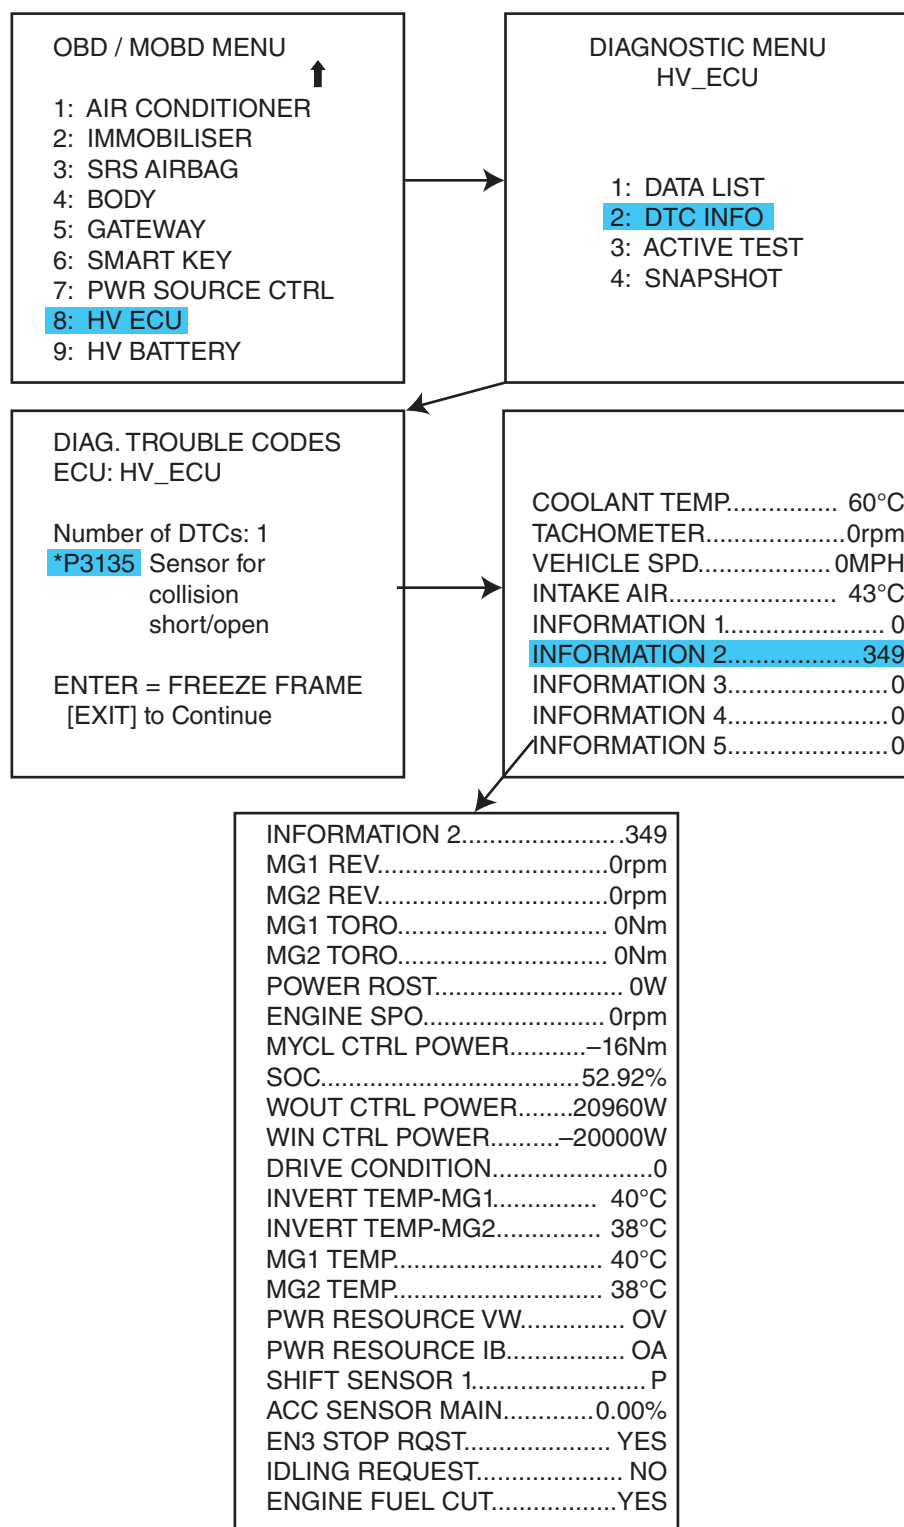 OBD / MOBD MENU
1: AIR CONDITIONER
2: IMMOBILISER
3: SRS AIRBAG
4: BODY
5: GATEWAY
6: SMART KEY
7: PWR SOURCE CTRL
8: HV ECU
9: HV BATTERY
DIAGNOSTIC MENU
HV_ECU
1: DATA LIST
2: DTC INFO
3: ACTIVE TEST
4: SNAPSHOT
DIAG. TROUBLE CODES
ECU: HV_ECU
Number of DTCs: 1
*P3135 Sensor for
collision
short/open
ENTER = FREEZE FRAME
[EXIT] to Continue
COOLANT TEMP................ 60°C
TACHOMETER....................0rpm
VEHICLE SPD................... 0MPH
INTAKE AIR........................ 43°C
INFORMATION 1....................... 0
INFORMATION 2...................349
INFORMATION 3.......................0
INFORMATION 4.......................0
INFORMATION 5.......................0
INFORMATION 2........................349
MG1 REV.................................0rpm
MG2 REV.................................0rpm
MG1 TORO.............................. 0Nm
MG2 TORO.............................. 0Nm
POWER ROST........................... 0W
ENGINE SPO.......................... 0rpm
MYCL CTRL POWER...........–16Nm
SOC.....................................52.92%
WOUT CTRL POWER........20960W
WIN CTRL POWER..........–20000W
DRIVE CONDITION.......................0
INVERT TEMP-MG1............... 40°C
INVERT TEMP-MG2............... 38°C
MG1 TEMP.............................. 40°C
MG2 TEMP.............................. 38°C
PWR RESOURCE VW............... OV
PWR RESOURCE IB................. OA
SHIFT SENSOR 1......................... P
ACC SENSOR MAIN.............0.00%
EN3 STOP RQST..................... YES
IDLING REQUEST..................... NO
ENGINE FUEL CUT..................YES